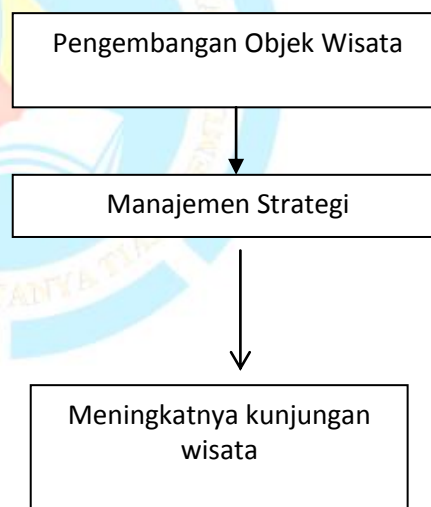 Pengembangan Objek Wisata
Manajemen Strategi
Meningkatnya kunjungan
wisata